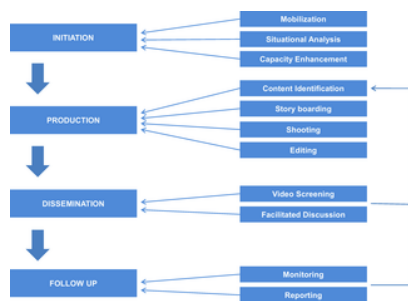 Mobilization
INITIATION
Situational Analysis
Capacity Enhancement
Content Identification
Story boarding
PRODUCTION
Shooting
Editing
Video Screening
DISSEMINATION
Facilitated Discussion
Monitoring
FOLLOW UP
Reporting